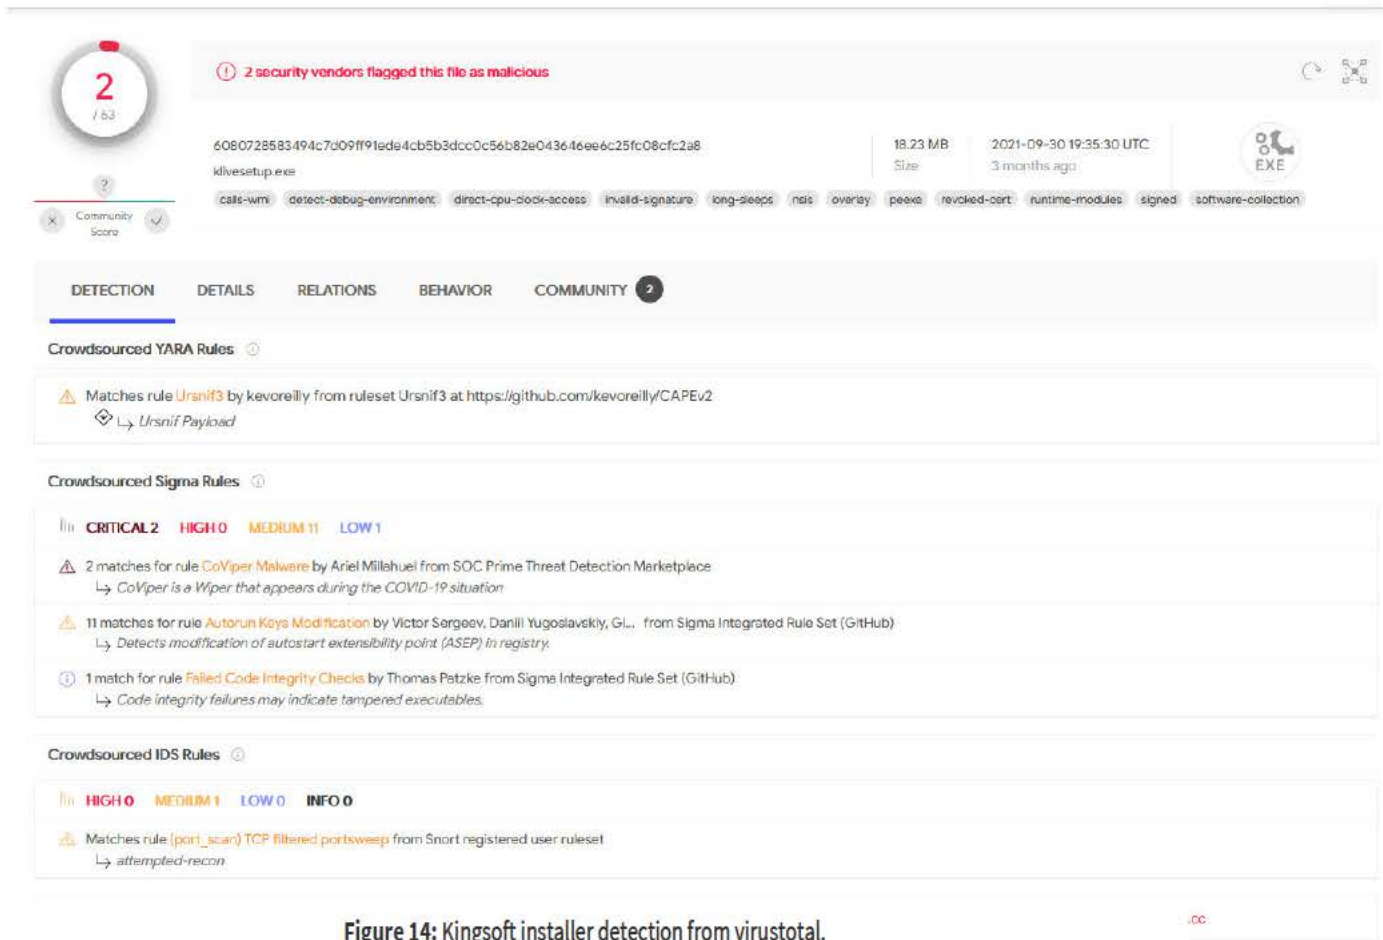 2
/ 63
2 security vendors flagged this file as malicious
6080728583494c7d09ff91ede4cb5b3dcc0c56b82e043646ee6c25fc08cfc2a8
klivesetup.exe
18.23 MB
Size
2021-09-30 19:35:30 UTC
3 months ago
EXE
calls-wmi detect-debug-environment direct-cpu-clock-access invalid-signature long-sleeps nsis overlay peexe revoked-cert runtime-modules signed software-collection
?
Community
Score
DETECTION DETAILS RELATIONS BEHAVIOR COMMUNITY 2
Crowdsourced YARA Rules
Matches rule Ursnif3 by kevoreilly from ruleset Ursnif3 at https://github.com/kevoreilly/CAPEv2
Ursnif Payload
Crowdsourced Sigma Rules
CRITICAL 2 HIGH 0 MEDIUM 11 LOW 1
2 matches for rule CoViper Malware by Ariel Millahuel from SOC Prime Threat Detection Marketplace
CoViper is a Wiper that appears during the COVID-19 situation
11 matches for rule Autorun Keys Modification by Victor Sergeev, Daniil Yugoslavskiy, Gl... from Sigma Integrated Rule Set (GitHub)
Detects modification of autostart extensibility point (ASEP) in registry.
1 match for rule Failed Code Integrity Checks by Thomas Patzke from Sigma Integrated Rule Set (GitHub)
Code integrity failures may indicate tampered executables.
Crowdsourced IDS Rules
HIGH 0 MEDIUM 1 LOW 0 INFO 0
Matches rule (port_scan) TCP filtered portsweep from Snort registered user ruleset
attempted-recon
.cc
Figure 14: Kingsoft installer detection from virustotal.